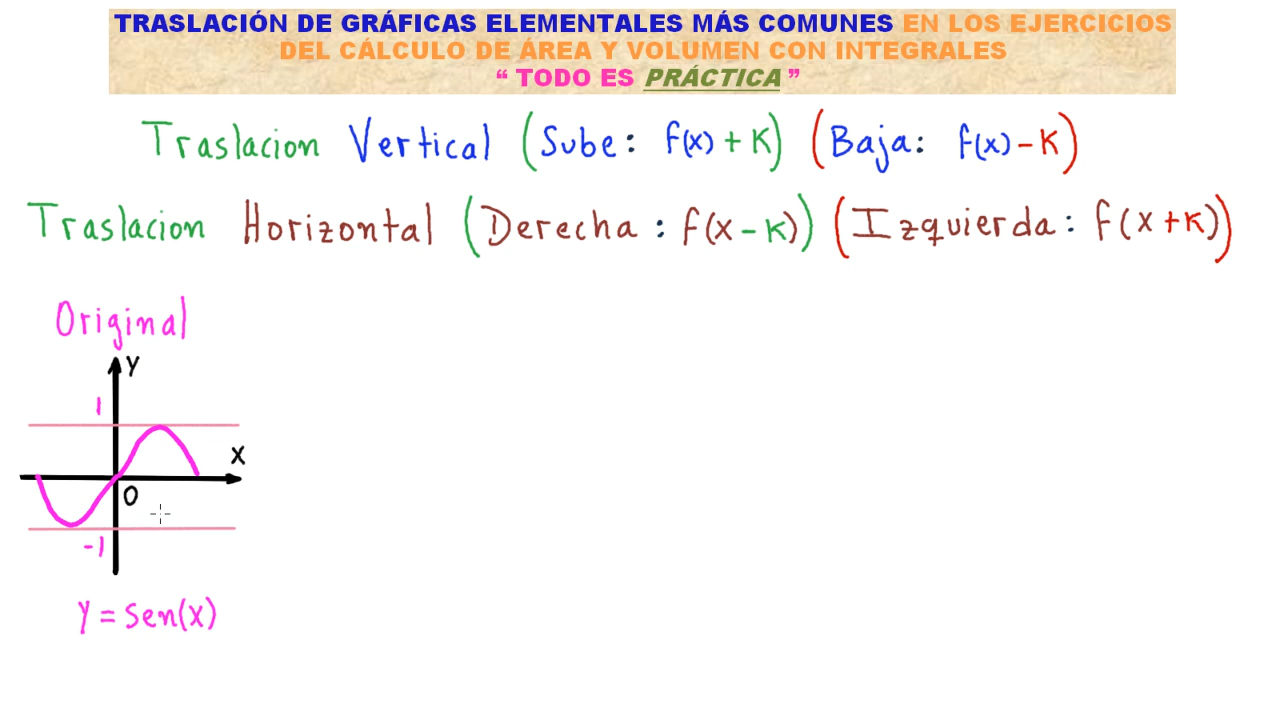 TRASLACIÓN DE GRÁFICAS ELEMENTALES MÁS COMUNES EN LOS EJERCICIOS
DEL CÁLCULO DE ÁREA Y VOLUMEN CON INTEGRALES
“ TODO ES PRÁCTICA ”
Traslacion Vertical (Sube: f(x) + K) (Baja: f(x) - K)
Traslacion Horizontal (Derecha : f(x - K)) (Izquierda : f(x + K))
Original
Y
1
X
0
-1
y = Sen(x)